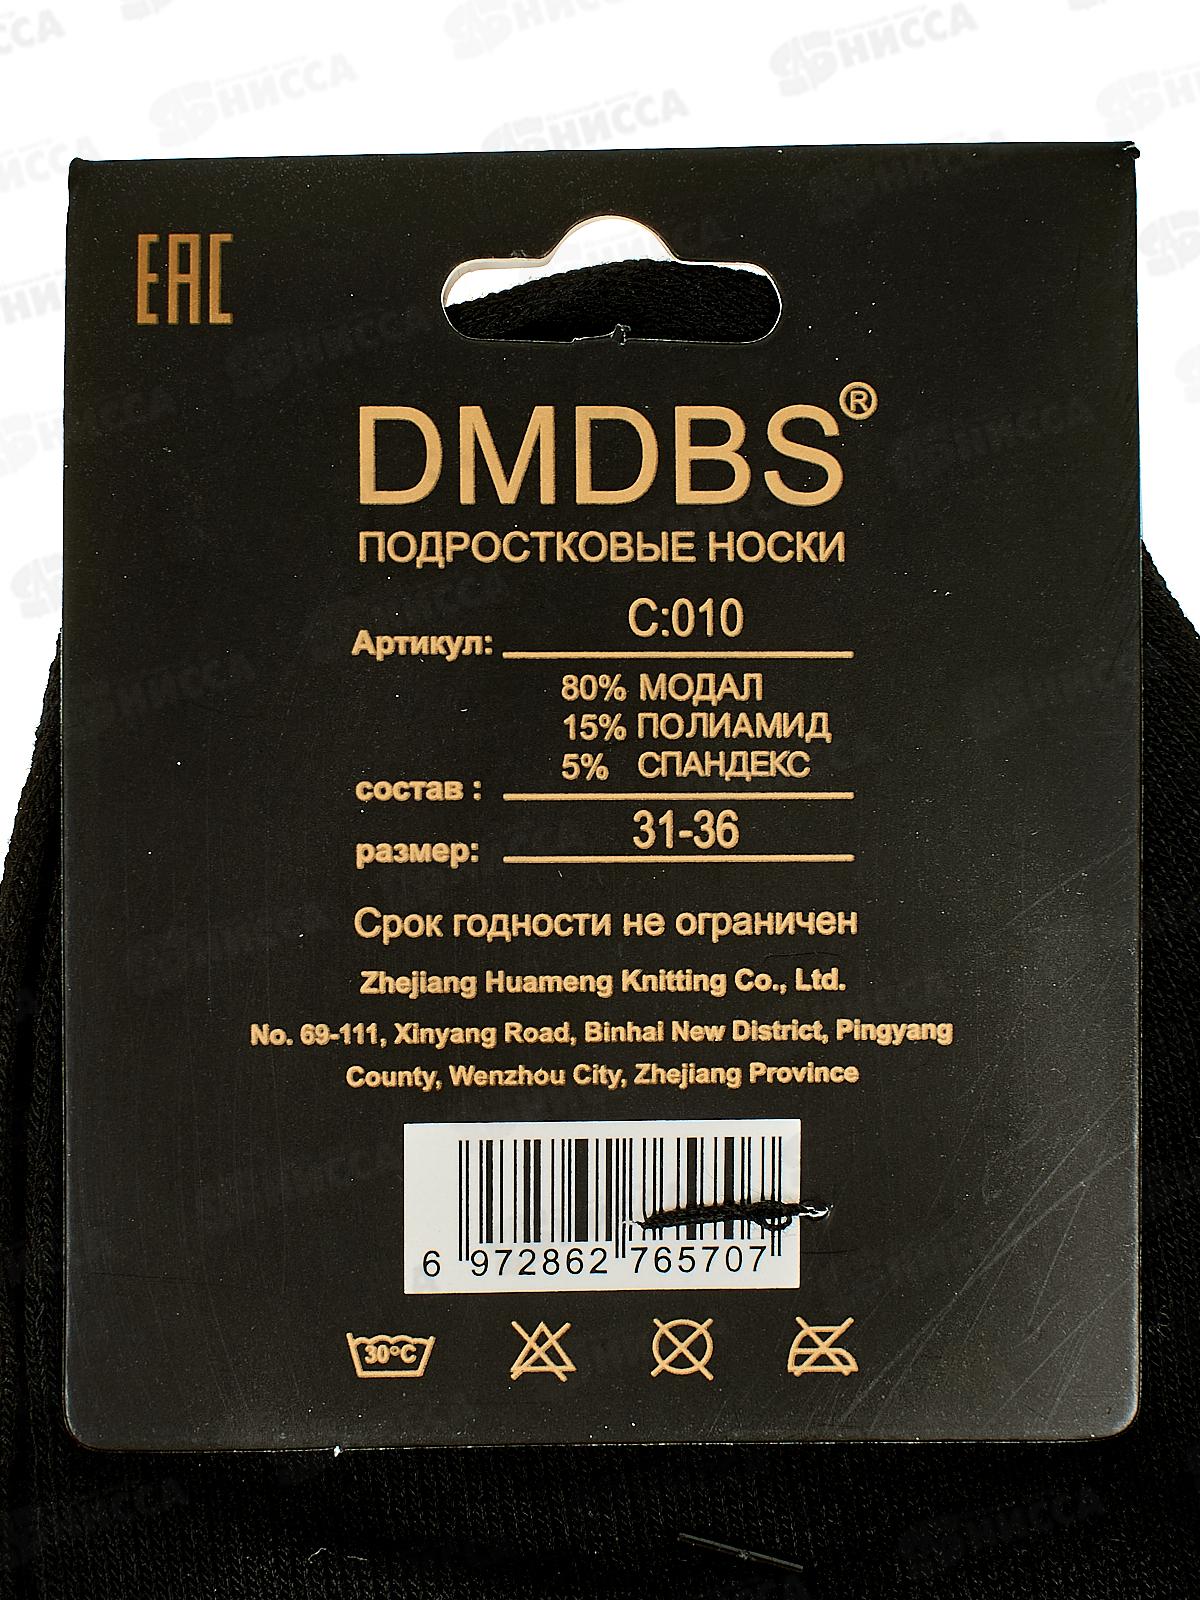 EAC
DMDBS®
ПОДРОСТКОВЫЕ НОСКИ
Артикул: С:010
80% МОДАЛ
15% ПОЛИАМИД
5% СПАНДЕКС
состав :
размер: 31-36
Срок годности не ограничен
Zhejiang Huameng Knitting Co., Ltd.
No. 69-111, Xinyang Road, Binhai New District, Pingyang
County, Wenzhou City, Zhejiang Province
6 972862 765707
30°C